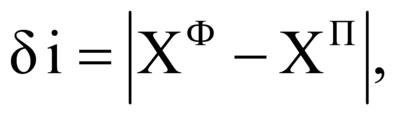 δi = |X^Ф − X^П|,